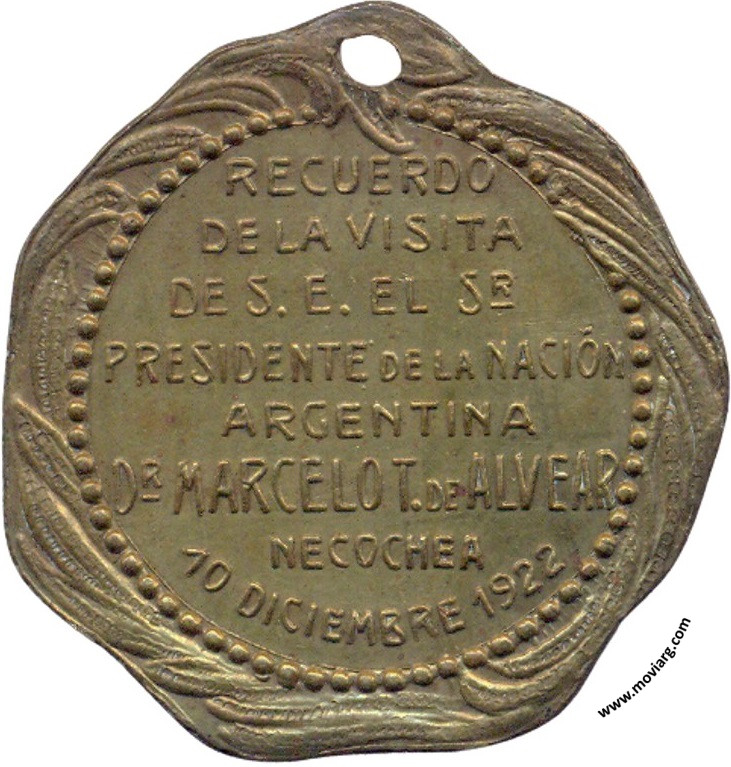 RECUERDO
DE LA VISITA
DE S. E. EL SR
PRESIDENTE DE LA NACIÓN
ARGENTINA
DR MARCELO T. DE ALVEAR
NECOCHEA
10 DICIEMBRE 1922
www.moviarg.com